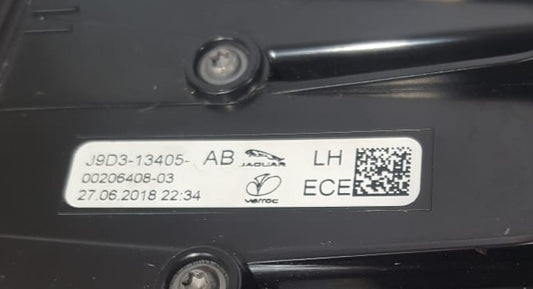 J9D3-13405- AB JAGUAR LH
00206408-03
27.06.2018 22:34 varroc ECE